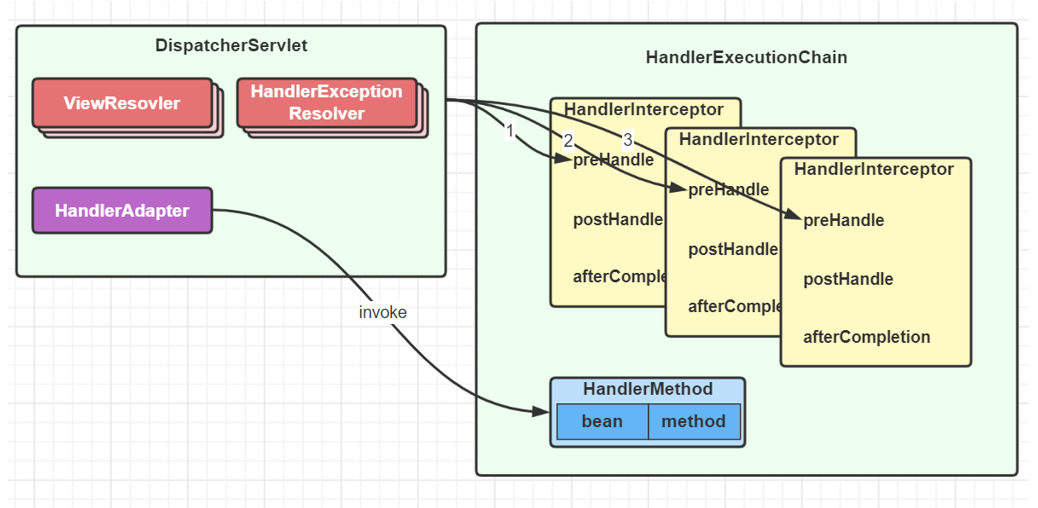 DispatcherServlet
ViewResovler
HandlerException
Resolver
HandlerAdapter
invoke
HandlerExecutionChain
HandlerInterceptor
1
preHandle
postHandle
afterComple
HandlerInterceptor
2
preHandle
postHandle
afterComple
HandlerInterceptor
3
preHandle
postHandle
afterCompletion
HandlerMethod
bean
method